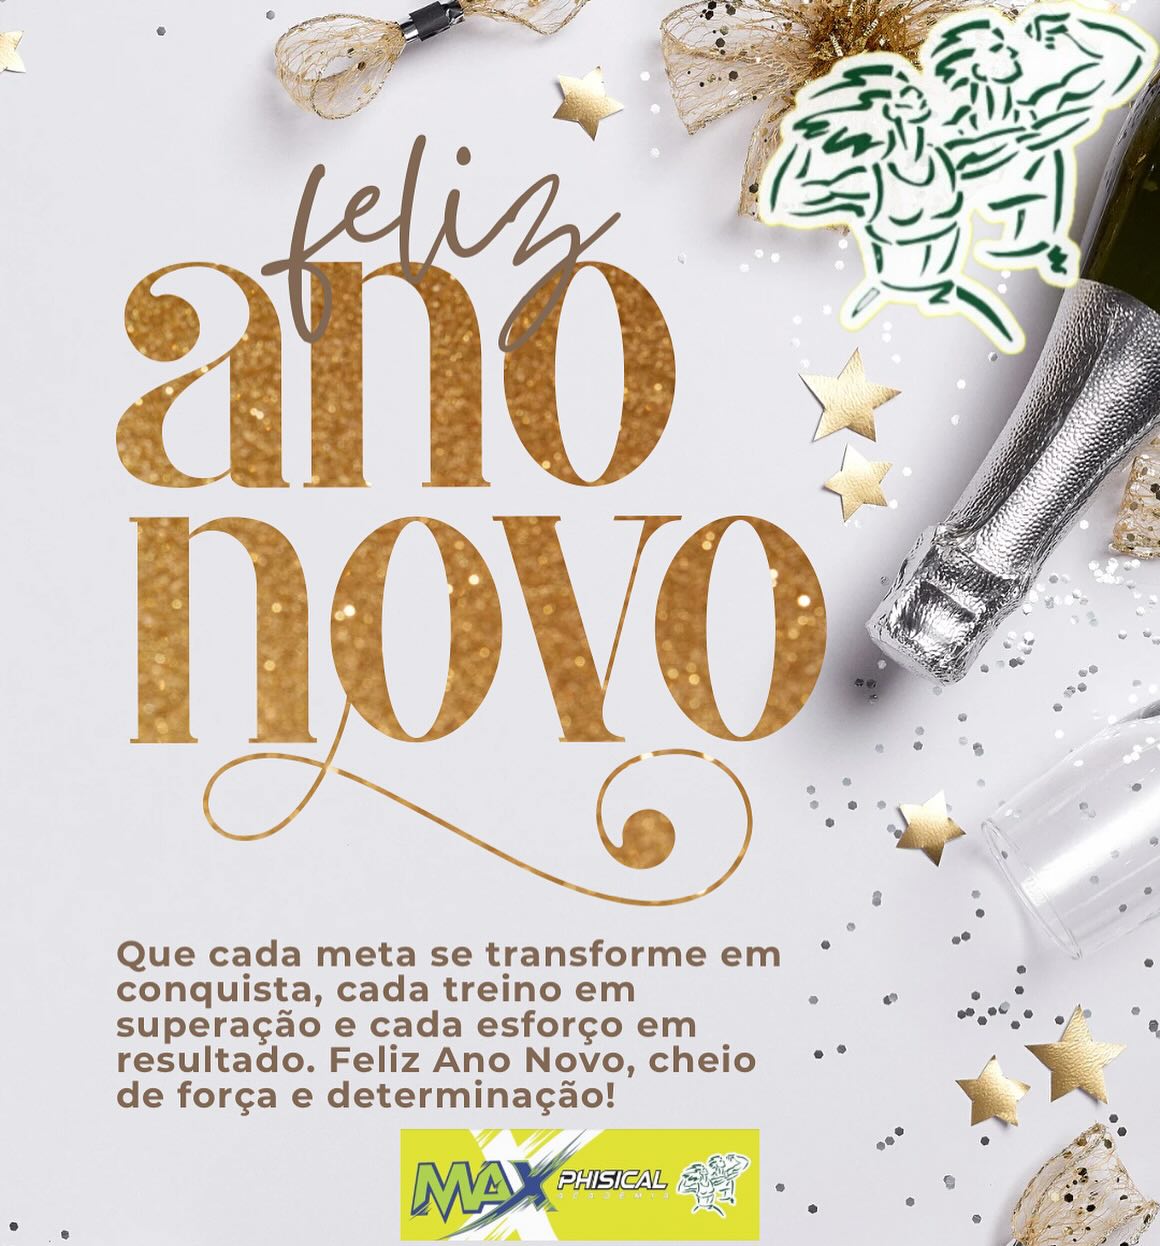 feliz
ano
novo
Que cada meta se transforme em
conquista, cada treino em
superação e cada esforço em
resultado. Feliz Ano Novo, cheio
de força e determinação!
MAX PHISICAL
ACADEMIA